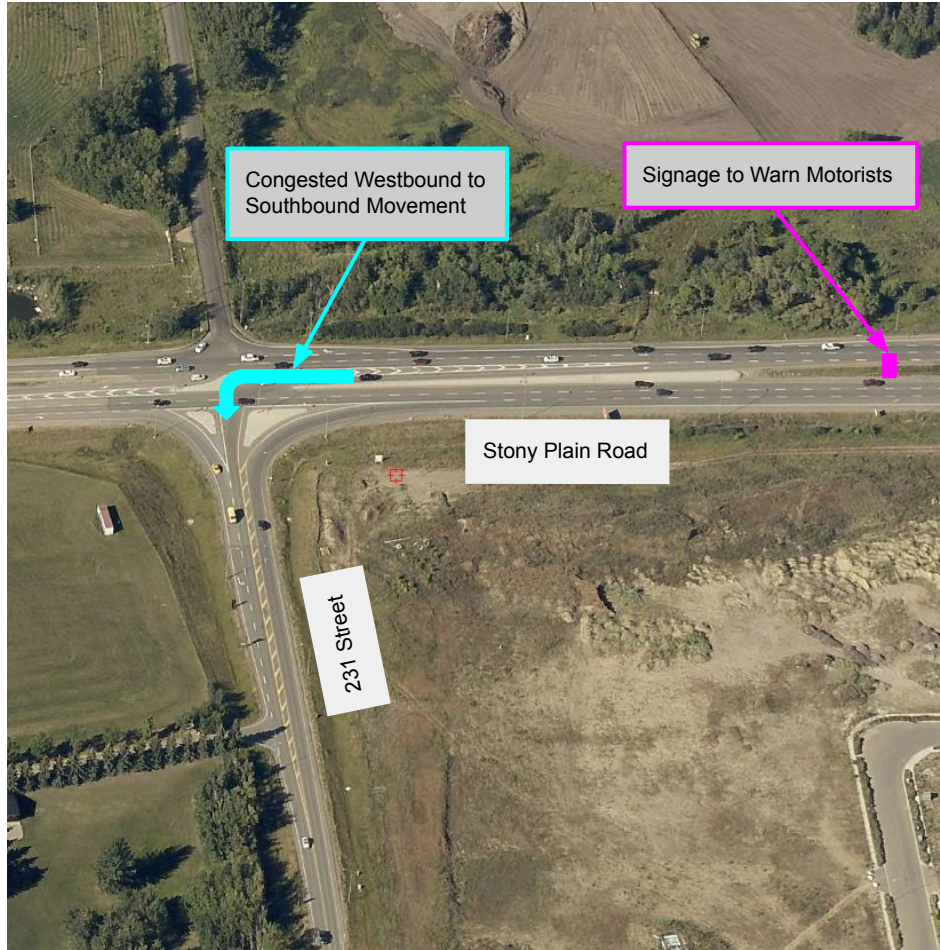 Congested Westbound to
Southbound Movement
Signage to Warn Motorists
Stony Plain Road
231 Street